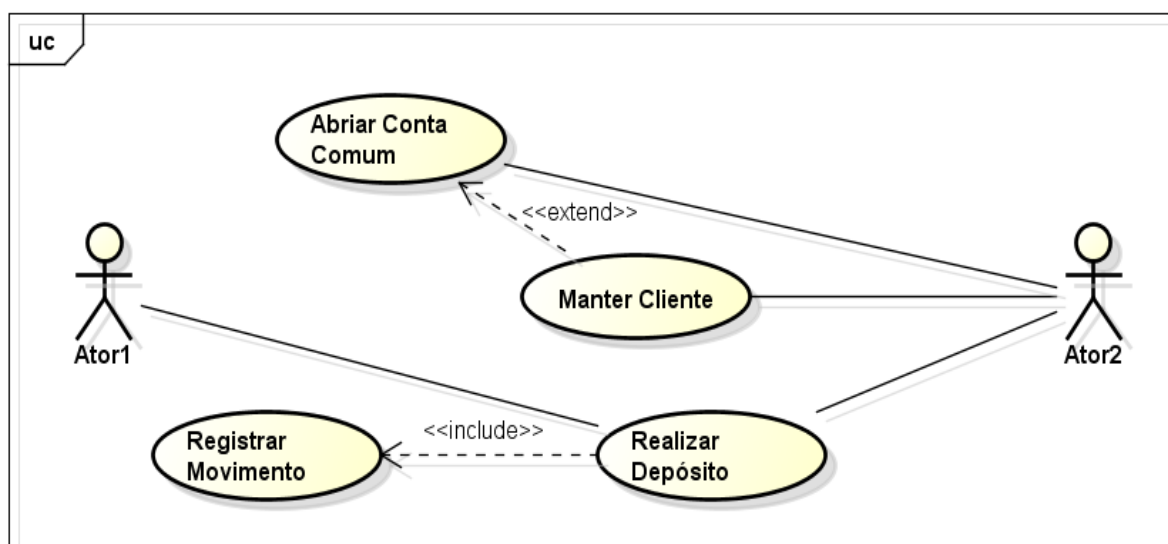 uc
Abriar Conta
Comum
<<extend>>
Manter Cliente
Ator1
Ator2
<<include>>
Registrar
Movimento
Realizar
Depósito